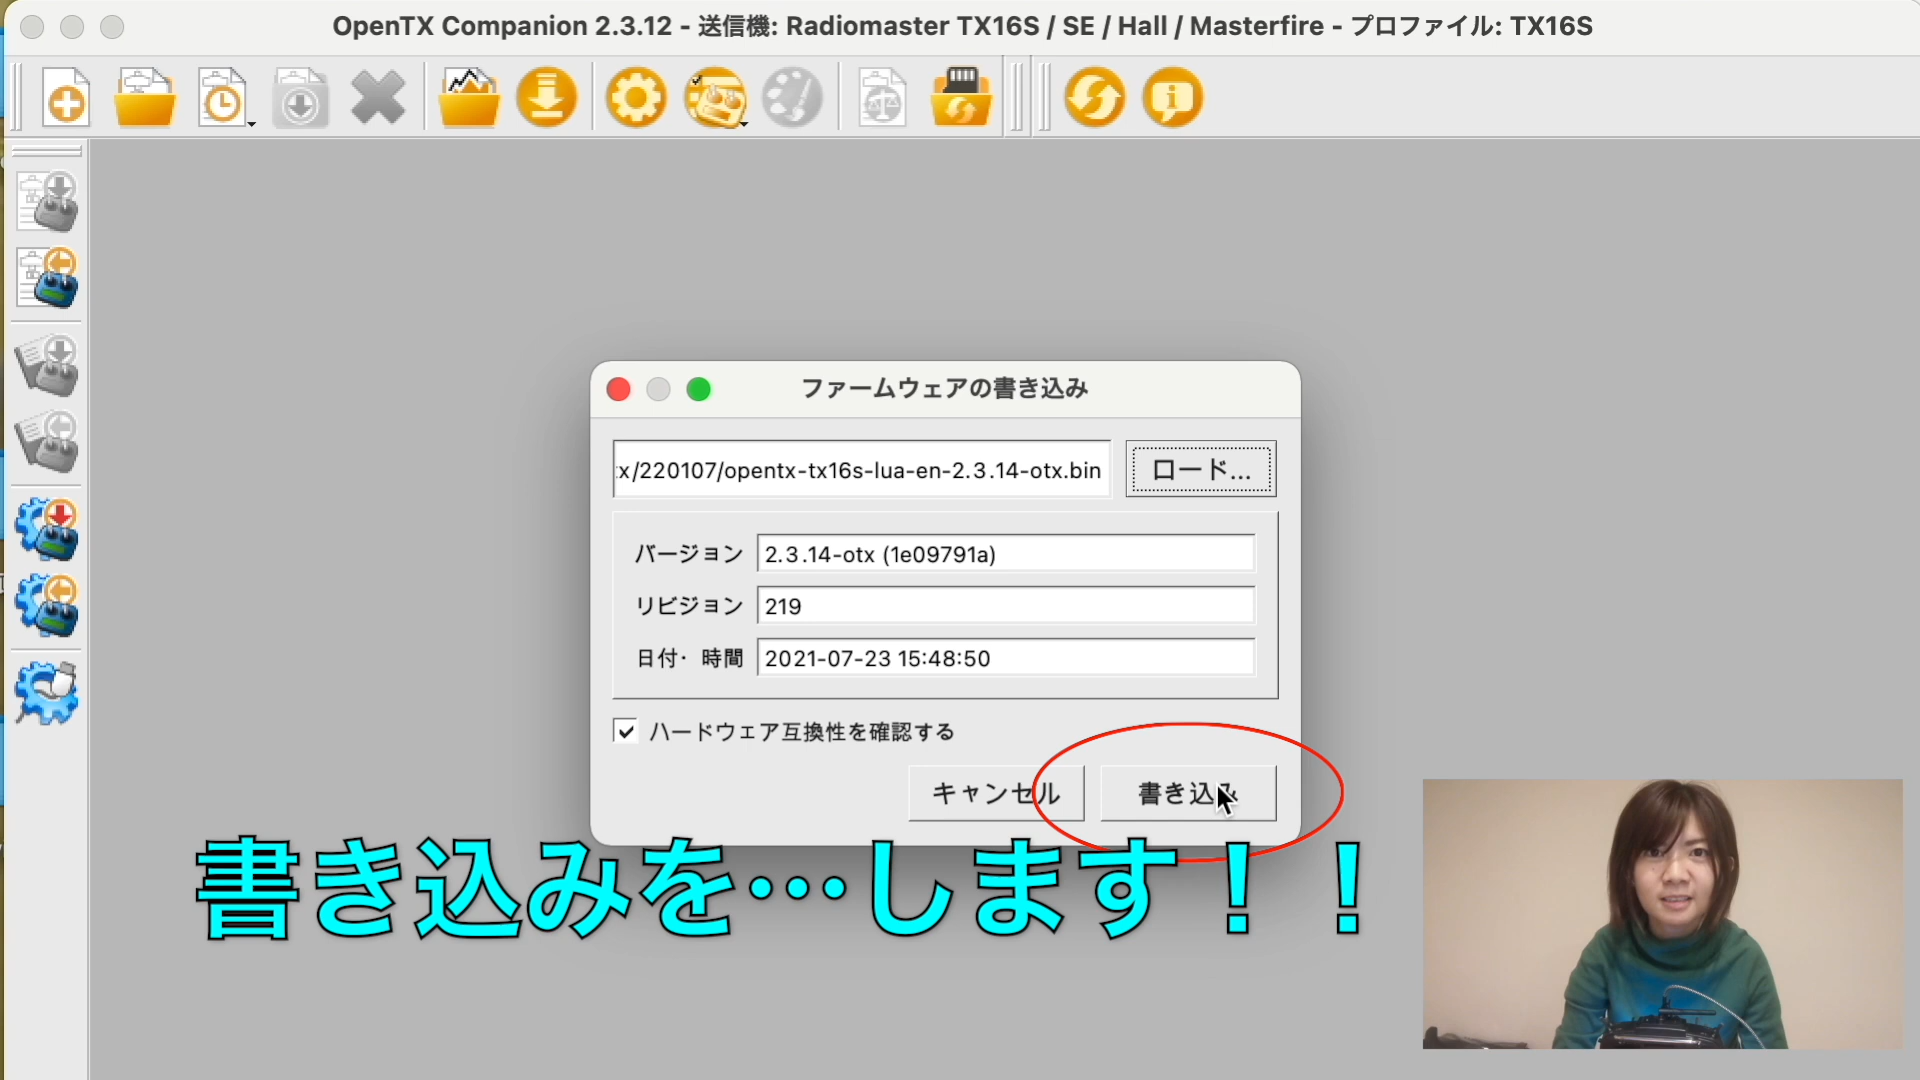 OpenTX Companion 2.3.12 - 送信機: Radiomaster TX16S / SE / Hall / Masterfire - プロファイル: TX16S
ファームウェアの書き込み
x/220107/opentx-tx16s-lua-en-2.3.14-otx.bin
ロード...
バージョン 2.3.14-otx (1e09791a)
リビジョン 219
日付・時間 2021-07-23 15:48:50
ハードウェア互換性を確認する
キャンセル 書き込み
書き込みを…します！！